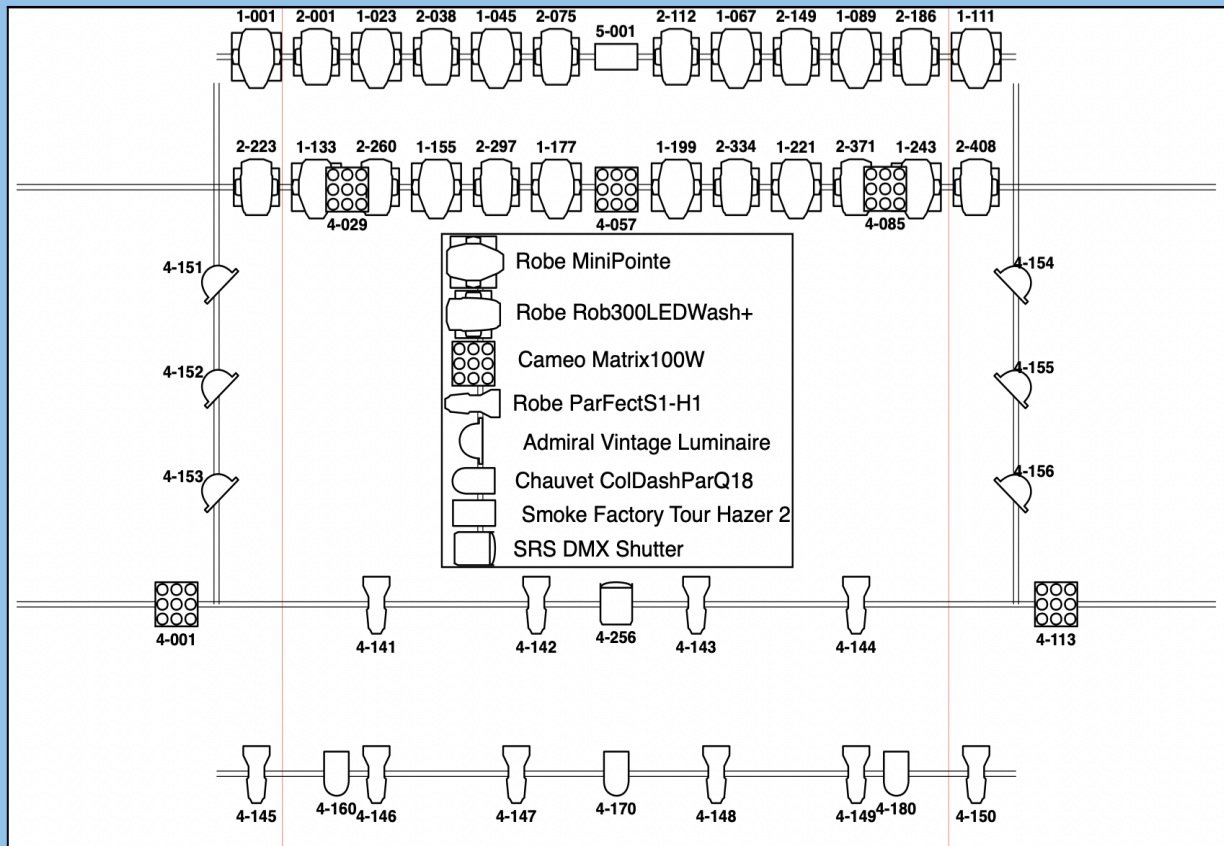 1-001 2-001 1-023 2-038 1-045 2-075 5-001 2-112 1-067 2-149 1-089 2-186 1-111
2-223 1-133 2-260 1-155 2-297 1-177 1-199 2-334 1-221 2-371 1-243 2-408
4-029 4-057 4-085
Robe MiniPointe
Robe Rob300LEDWash+
Cameo Matrix100W
Robe ParFectS1-H1
Admiral Vintage Luminaire
Chauvet ColDashParQ18
Smoke Factory Tour Hazer 2
SRS DMX Shutter
4-151 4-154
4-152 4-155
4-153 4-156
4-001 4-141 4-142 4-256 4-143 4-144 4-113
4-145 4-160 4-146 4-147 4-170 4-148 4-149 4-180 4-150